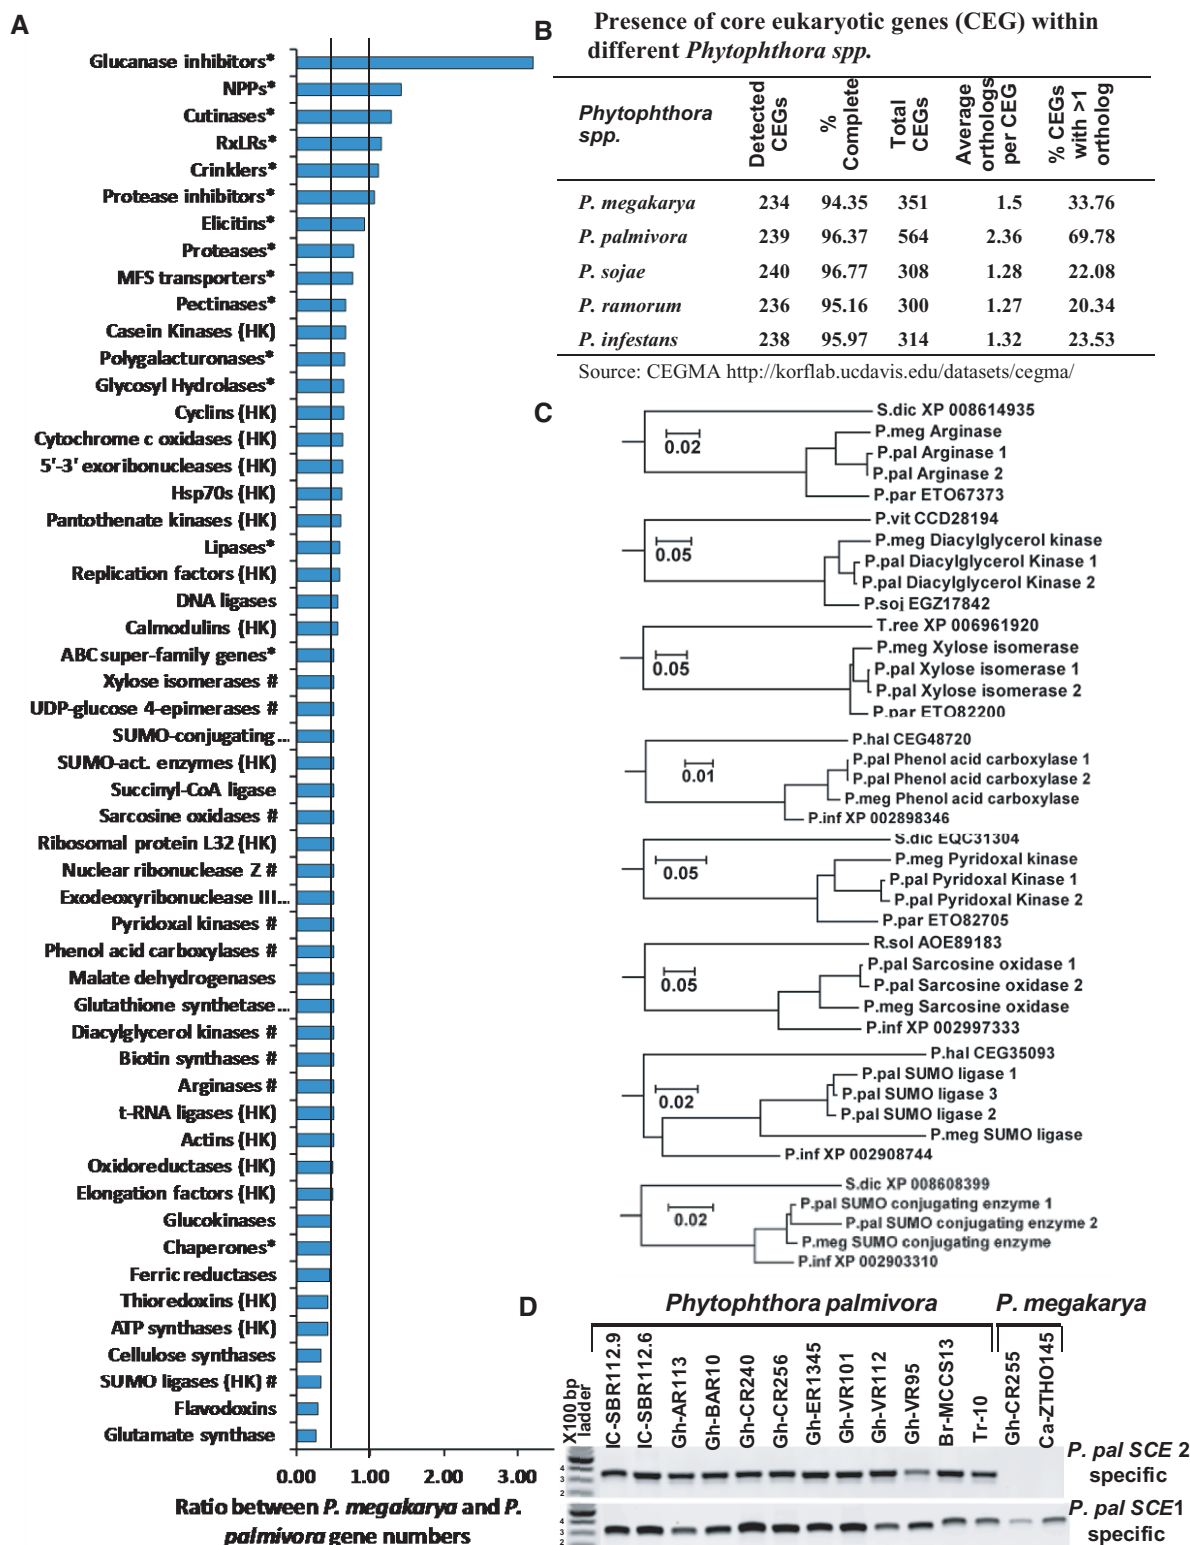 A
Glucanase inhibitors*
NPPs*
Cutinases*
RxLRs*
Crinklers*
Protease inhibitors*
Elicitins*
Proteases*
MFS transporters*
Pectinases*
Casein Kinases (HK)
Polygalacturonases*
Glycosyl Hydrolases*
Cyclins (HK)
Cytochrome c oxidases (HK)
5'-3' exoribonucleases (HK)
Hsp70s (HK)
Pantothenate kinases (HK)
Lipases*
Replication factors (HK)
DNA ligases
Calmodulins (HK)
ABC super-family genes*
Xylose isomerases #
UDP-glucose 4-epimerases #
SUMO-conjugating ...
SUMO-act. enzymes (HK)
Succinyl-CoA ligase
Sarcosine oxidases #
Ribosomal protein L32 (HK)
Nuclear ribonuclease Z #
Exodeoxyribonuclease III...
Pyridoxal kinases #
Phenol acid carboxylases #
Malate dehydrogenases
Glutathione synthetase...
Diacylglycerol kinases #
Biotin synthases #
Arginases #
t-RNA ligases (HK)
Actins (HK)
Oxidoreductases (HK)
Elongation factors (HK)
Glucokinases
Chaperones*
Ferric reductases
Thioredoxins (HK)
ATP synthases (HK)
Cellulose synthases
SUMO ligases (HK) #
Flavodoxins
Glutamate synthase
0.00 1.00 2.00 3.00
Ratio between P. megakarya and P.
palmivora gene numbers
B
Presence of core eukaryotic genes (CEG) within
different Phytophthora spp.
Phytophthora spp. Detected CEGs % Complete Total CEGs Average orthologs per CEG % CEGs with >1 ortholog
P. megakarya 234 94.35 351 1.5 33.76
P. palmivora 239 96.37 564 2.36 69.78
P. sojae 240 96.77 308 1.28 22.08
P. ramorum 236 95.16 300 1.27 20.34
P. infestans 238 95.97 314 1.32 23.53
Source: CEGMA http://korflab.ucdavis.edu/datasets/cegma/
C
S.dic XP 008614935
P.meg Arginase
0.02
P.pal Arginase 1
P.pal Arginase 2
P.par ETO67373
P.vit CCD28194
P.meg Diacylglycerol kinase
0.05
P.pal Diacylglycerol Kinase 1
P.pal Diacylglycerol Kinase 2
P.soj EGZ17842
T.ree XP 006961920
P.meg Xylose isomerase
0.05
P.pal Xylose isomerase 1
P.pal Xylose isomerase 2
P.par ETO82200
P.hal CEG48720
P.pal Phenol acid carboxylase 1
0.01
P.pal Phenol acid carboxylase 2
P.meg Phenol acid carboxylase
P.inf XP 002898346
S.dic EQC31304
P.meg Pyridoxal kinase
0.05
P.pal Pyridoxal Kinase 1
P.pal Pyridoxal Kinase 2
P.par ETO82705
R.sol AOE89183
P.pal Sarcosine oxidase 1
0.05
P.pal Sarcosine oxidase 2
P.meg Sarcosine oxidase
P.inf XP 002997333
P.hal CEG35093
P.pal SUMO ligase 1
0.02
P.pal SUMO ligase 3
P.pal SUMO ligase 2
P.meg SUMO ligase
P.inf XP 002908744
S.dic XP 008608399
P.pal SUMO conjugating enzyme 1
0.02
P.pal SUMO conjugating enzyme 2
P.meg SUMO conjugating enzyme
P.inf XP 002903310
D
Phytophthora palmivora P. megakarya
X100 bp ladder
IC-SBR112.9
IC-SBR112.6
Gh-AR113
Gh-BAR10
Gh-CR240
Gh-CR256
Gh-ER1345
Gh-VR101
Gh-VR112
Gh-VR95
Br-MCCS13
Tr-10
Gh-CR255
Ca-ZTHO145
4
3
2
P. pal SCE 2
specific
4
3
2
P. pal SCE1
specific